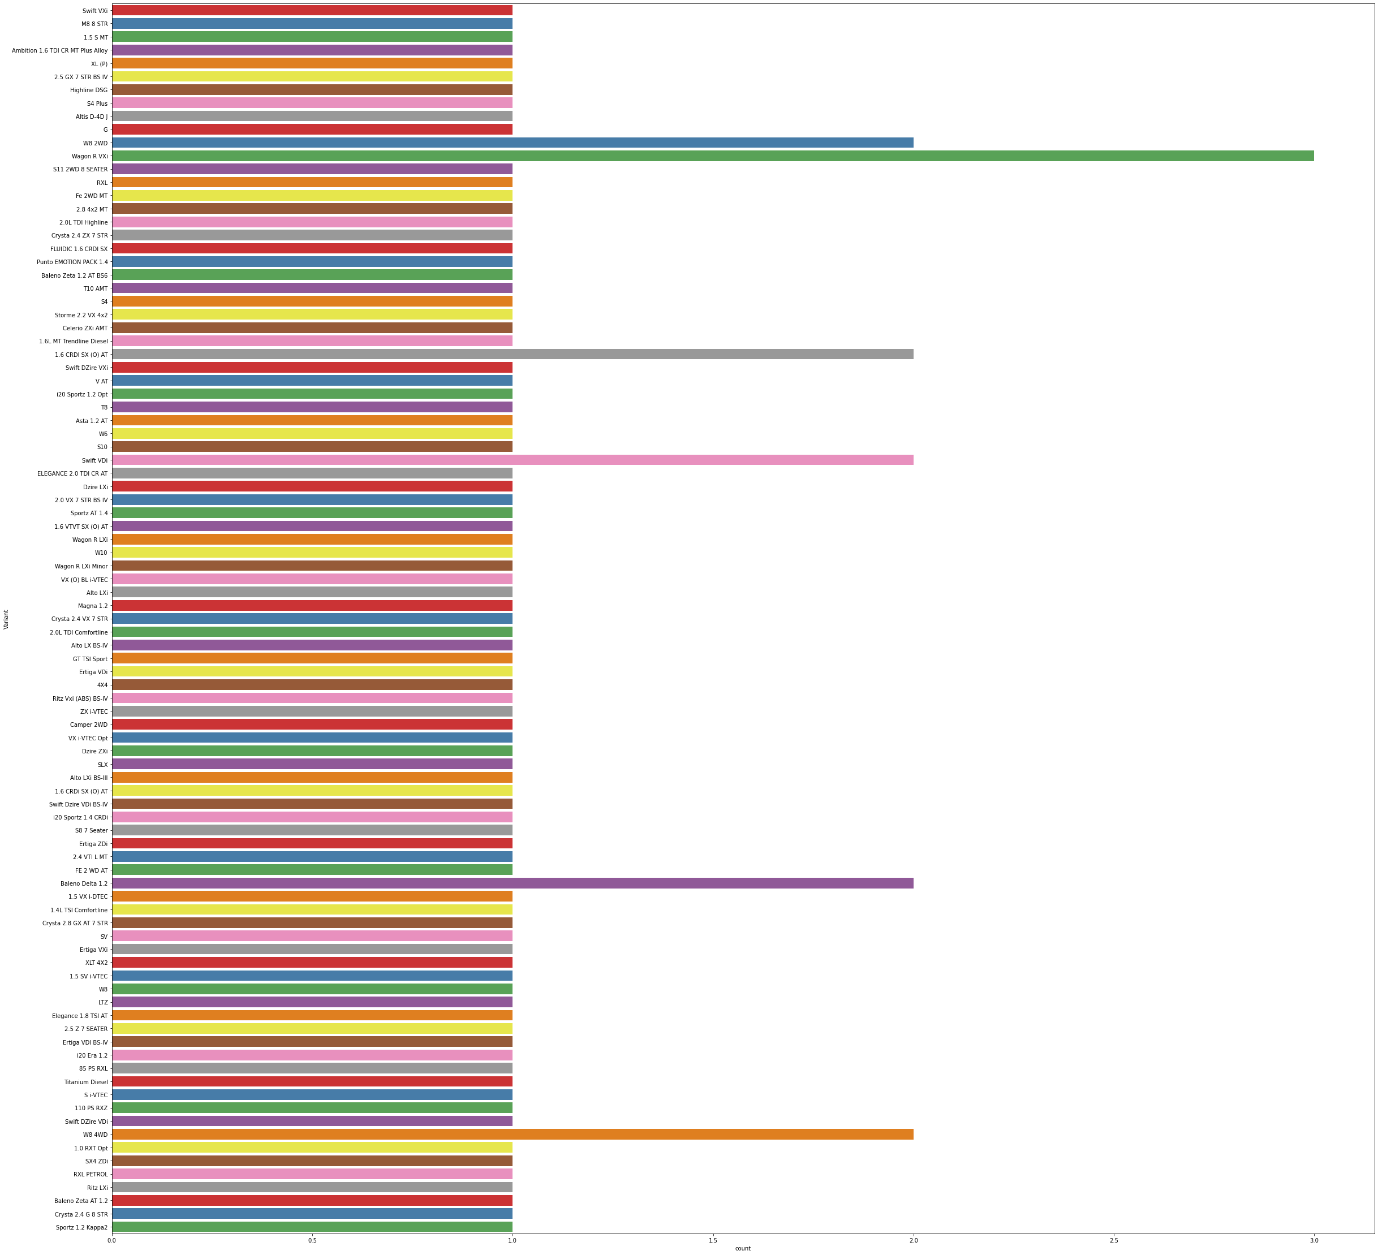 Swift VXi
M8 8 STR
1.5 S MT
Ambition 1.6 TDI CR MT Plus Alloy
XL (P)
2.5 GX 7 STR BS IV
Highline DSG
S4 Plus
Altis D-4D J
G
W8 2WD
Wagon R VXi
S11 2WD 8 SEATER
RXL
Fe 2WD MT
2.8 4x2 MT
2.0L TDI Highline
Crysta 2.4 ZX 7 STR
FLUIDIC 1.6 CRDI SX
Punto EMOTION PACK 1.4
Baleno Zeta 1.2 AT BS6
T10 AMT
S4
Storme 2.2 VX 4x2
Celerio ZXi AMT
1.6L MT Trendline Diesel
1.6 CRDI SX (O) AT
Swift DZire VXi
V AT
i20 Sportz 1.2 Opt
T8
Asta 1.2 AT
W6
S10
Swift VDi
ELEGANCE 2.0 TDI CR AT
Dzire LXi
2.0 VX 7 STR BS IV
Sportz AT 1.4
1.6 VTVT SX (O) AT
Wagon R LXi
W10
Wagon R LXi Minor
VX (O) BL i-VTEC
Alto LXi
Magna 1.2
Crysta 2.4 VX 7 STR
2.0L TDI Comfortline
Alto LX BS-IV
GT TSI Sport
Ertiga VDi
4X4
Ritz Vxi (ABS) BS-IV
ZX i-VTEC
Camper 2WD
VX i-VTEC Opt
Dzire ZXi
SLX
Alto LXi BS-III
1.6 CRDi SX (O) AT
Swift Dzire VDi BS-IV
i20 Sportz 1.4 CRDi
S8 7 Seater
Ertiga ZDi
2.4 VTi L MT
FE 2 WD AT
Baleno Delta 1.2
1.5 VX i-DTEC
1.4L TSI Comfortline
Crysta 2.8 GX AT 7 STR
SV
Ertiga VXi
XLT 4X2
1.5 SV i-VTEC
W8
LTZ
Elegance 1.8 TSI AT
2.5 Z 7 SEATER
Ertiga VDI BS-IV
i20 Era 1.2
85 PS RXL
Titanium Diesel
S i-VTEC
110 PS RXZ
Swift DZire VDi
W8 4WD
1.0 RXT Opt
SX4 ZDi
RXL PETROL
Ritz LXi
Baleno Zeta AT 1.2
Crysta 2.4 G 8 STR
Sportz 1.2 Kappa2
Variant
0.0 0.5 1.0 1.5 2.0 2.5 3.0
count